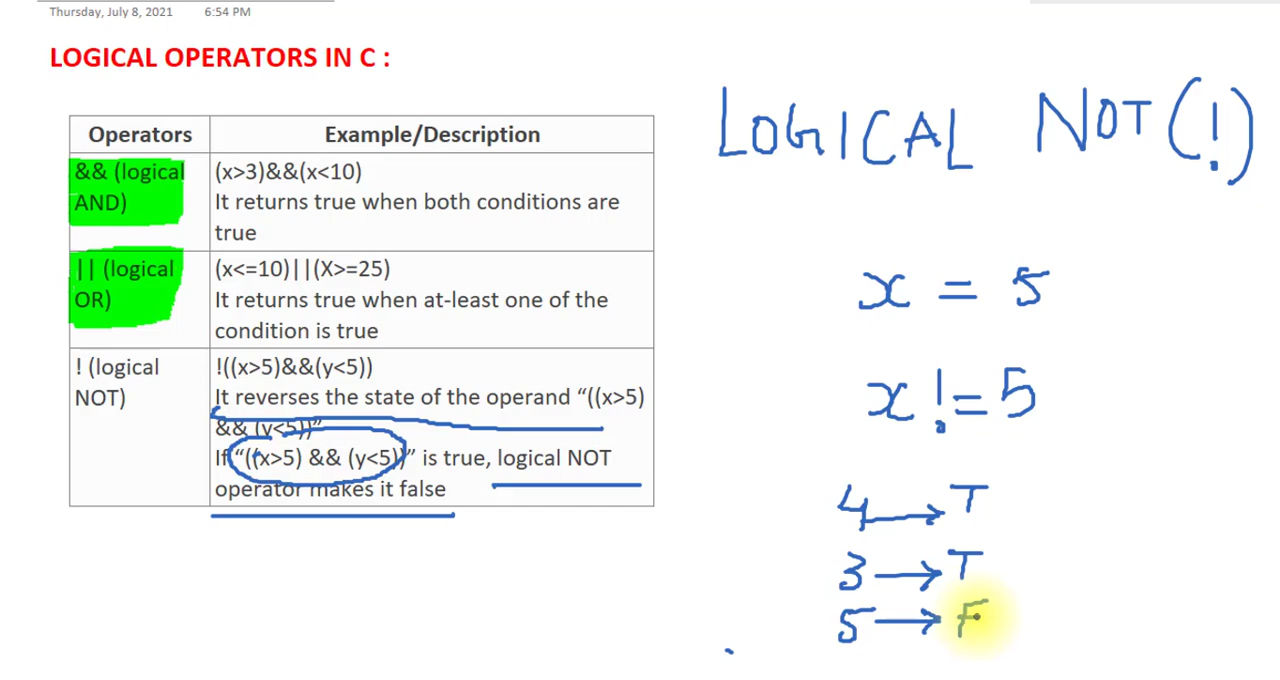 Thursday, July 8, 2021 6:54 PM
LOGICAL OPERATORS IN C :
Operators Example/Description
&& (logical AND) (x>3)&&(x<10)
It returns true when both conditions are
true
|| (logical OR) (x<=10)||(X>=25)
It returns true when at-least one of the
condition is true
! (logical NOT) !((x>5)&&(y<5))
It reverses the state of the operand “((x>5)
&& (y<5))”
If “((x>5) && (y<5))” is true, logical NOT
operator makes it false
LOGICAL NOT(!)
x = 5
x != 5
4 → T
3 → T
5 → F